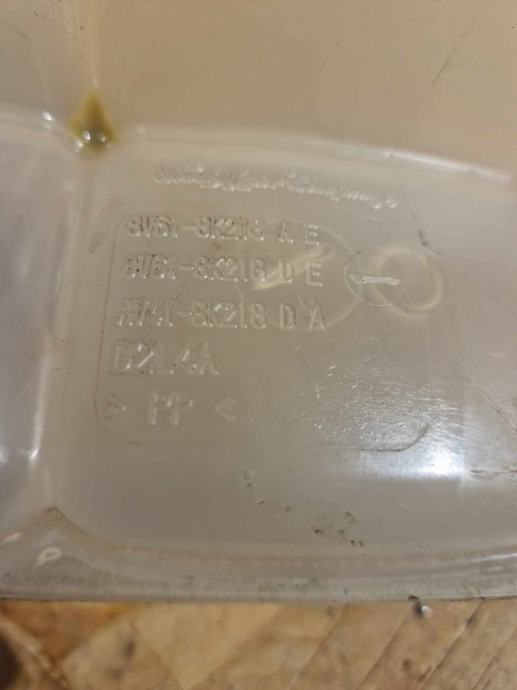 8V61-8K218 A E
8V61-8K218 D E
AV41-8K218 D A
D2L4A
> PP <